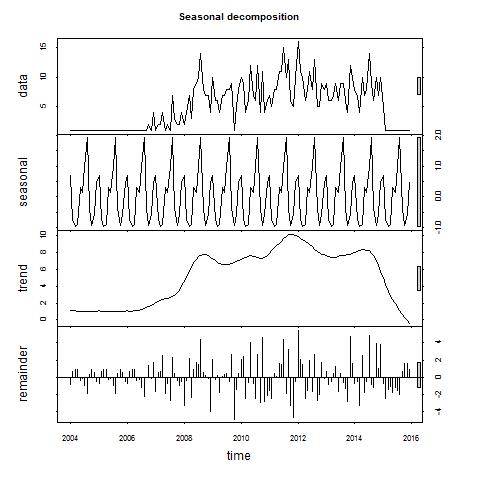 Seasonal decomposition
data
5 10 15
seasonal
-1.0 0.0 1.0 2.0
trend
0 2 4 6 8 10
remainder
-4 -2 0 2 4
2004 2006 2008 2010 2012 2014 2016
time